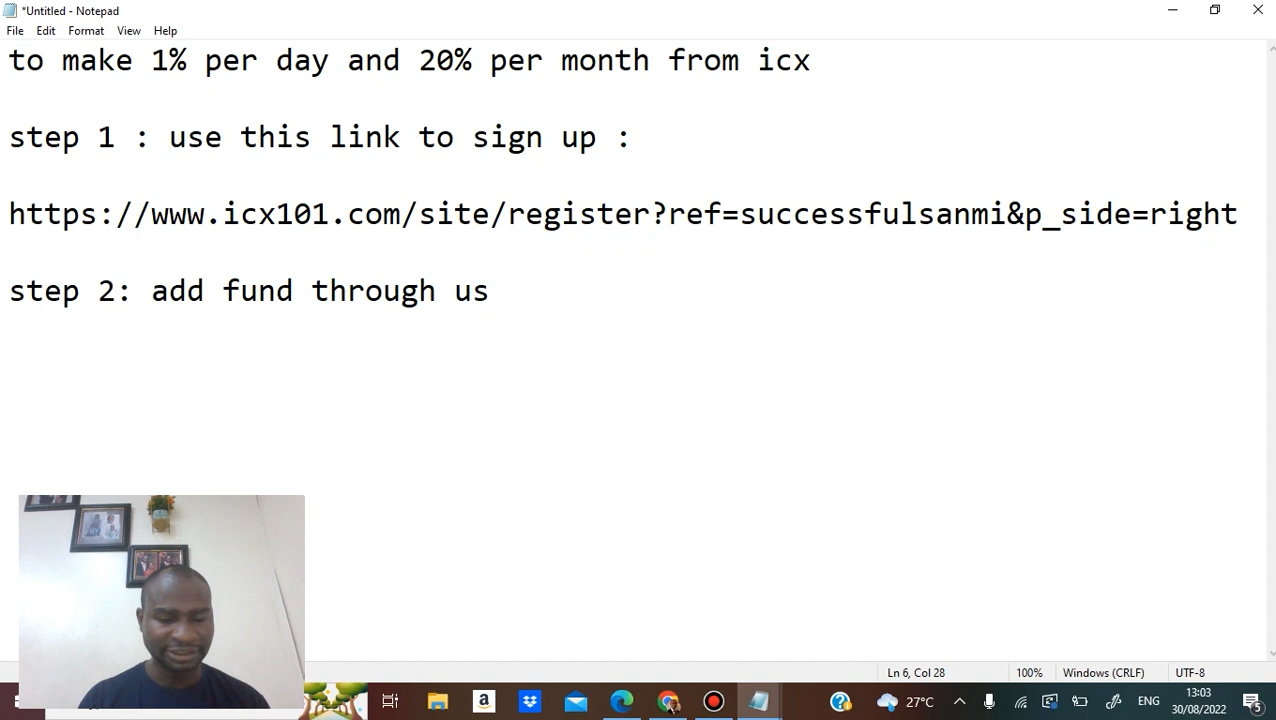 *Untitled - Notepad
File Edit Format View Help
to make 1% per day and 20% per month from icx
step 1 : use this link to sign up :
https://www.icx101.com/site/register?ref=successfulsanmi&p_side=right
step 2: add fund through us
Ln 6, Col 28 100% Windows (CRLF) UTF-8
27°C ENG 13:03
30/08/2022 5